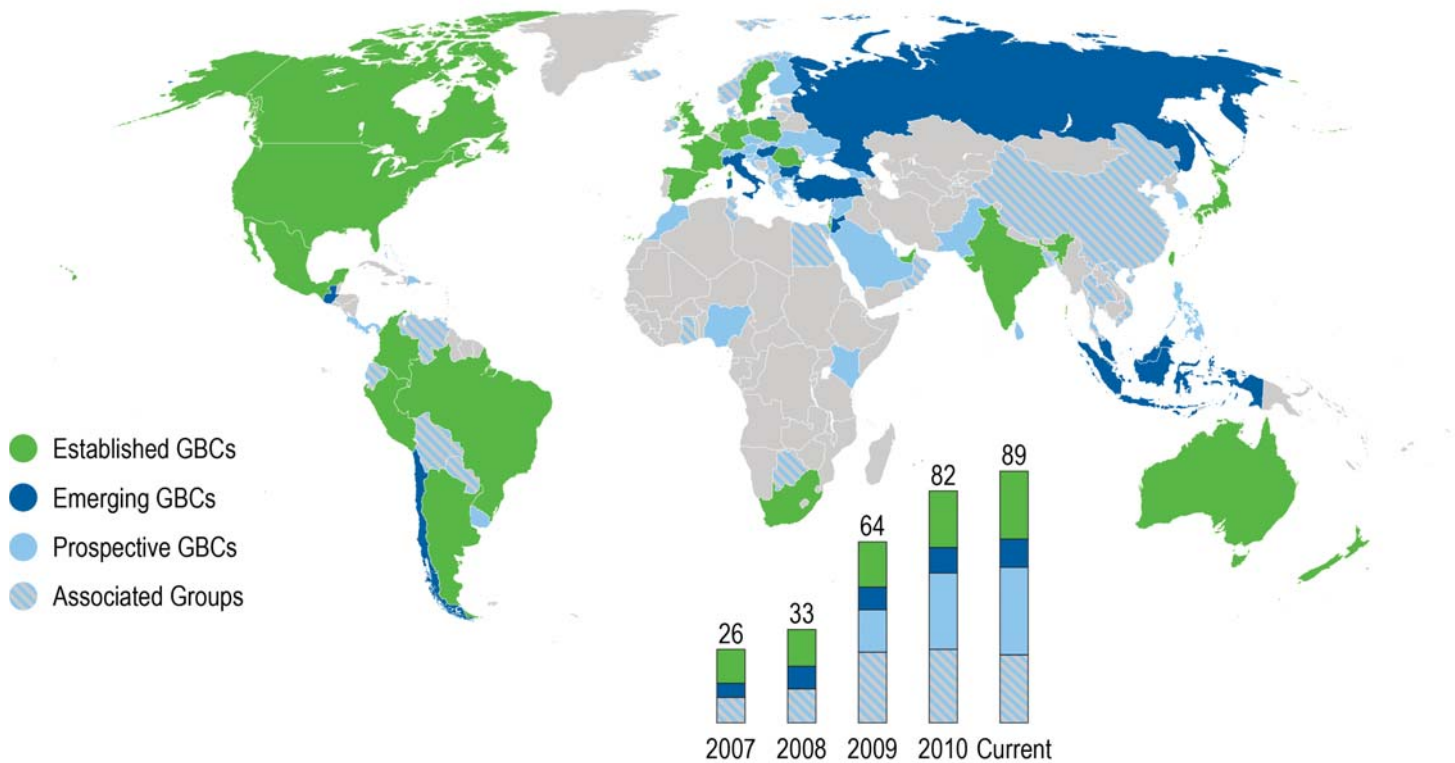 Established GBCs
Emerging GBCs
Prospective GBCs
Associated Groups
26
33
64
82
89
2007
2008
2009
2010
Current